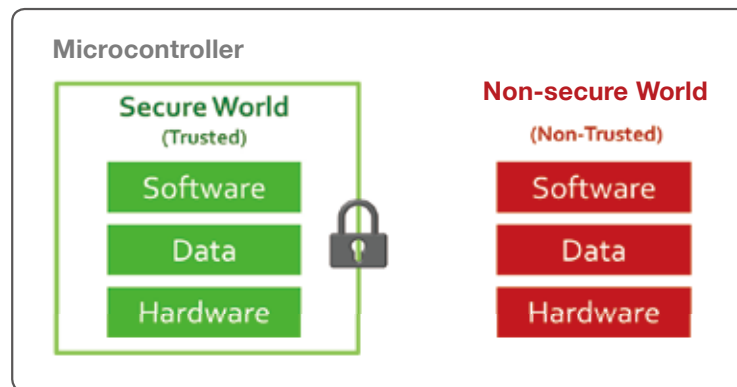 Microcontroller
Secure World
(Trusted)
Software
Data
Hardware
Non-secure World
(Non-Trusted)
Software
Data
Hardware